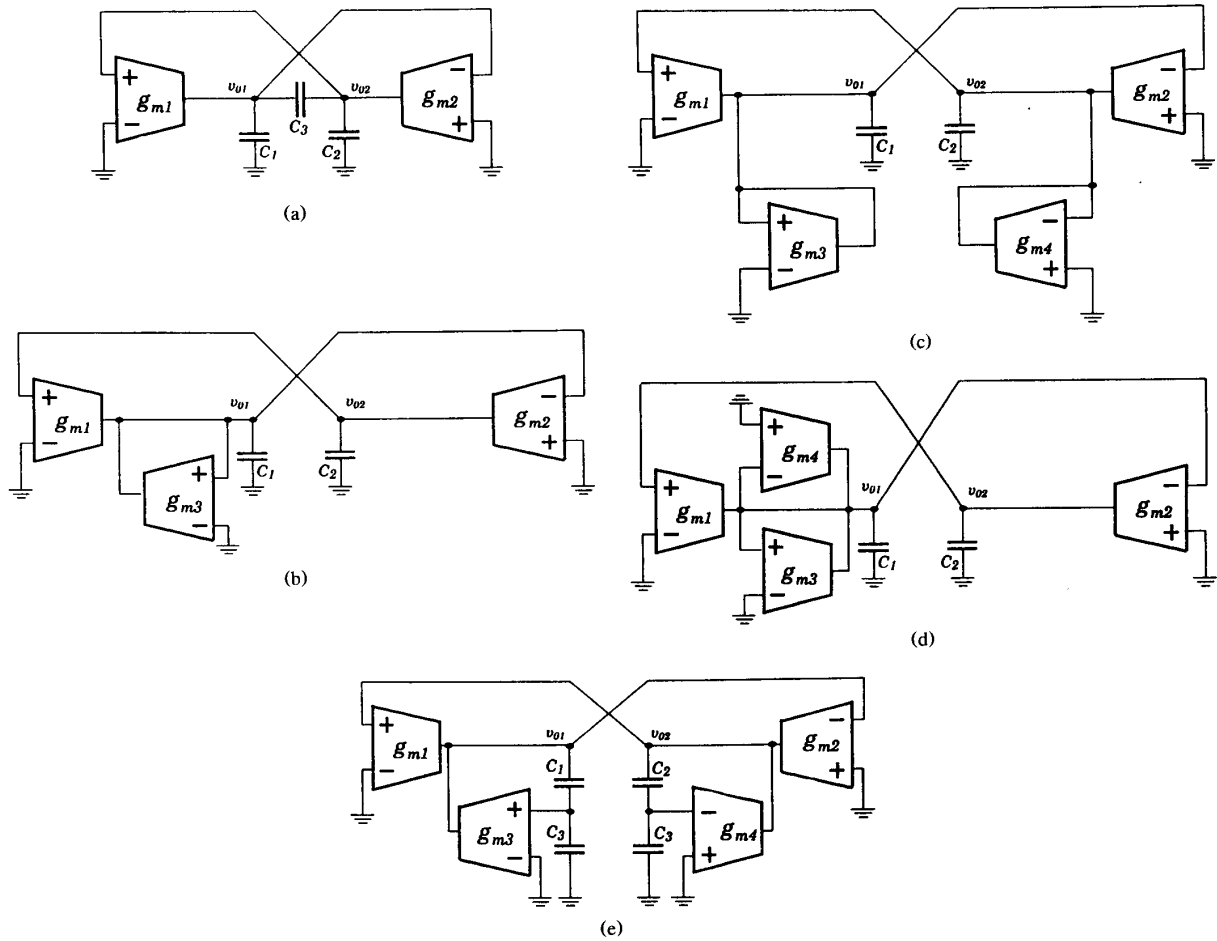 +
−
g_m1
v_01
C_3
v_02
C_1
C_2
−
+
g_m2
(a)
+
−
g_m1
v_01
v_02
C_1
C_2
−
+
g_m2
+
−
g_m3
−
+
g_m4
(c)
+
−
g_m1
v_01
v_02
C_1
C_2
−
+
g_m2
+
−
g_m3
(b)
+
−
g_m1
+
−
g_m4
+
−
g_m3
v_01
v_02
C_1
C_2
−
+
g_m2
(d)
+
−
g_m1
v_01
v_02
−
+
g_m2
C_1
C_2
+
−
g_m3
C_3
C_3
−
+
g_m4
(e)